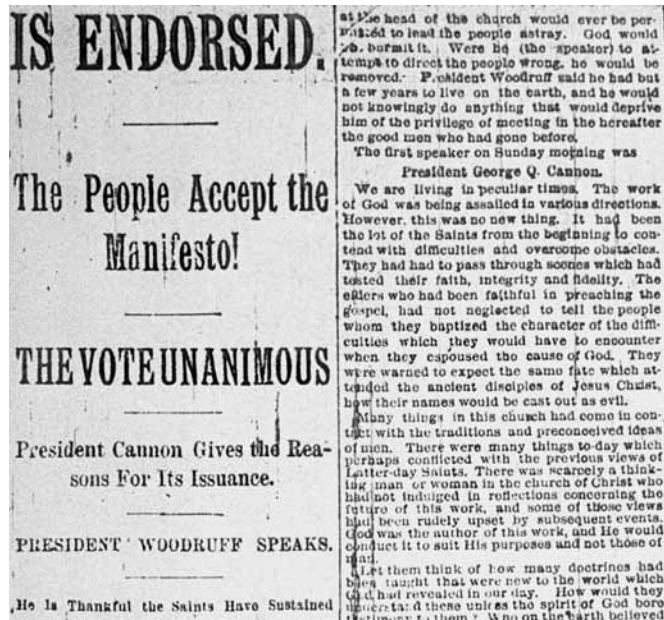 IS ENDORSED.
The People Accept the
Manifesto!
THE VOTE UNANIMOUS
President Cannon Gives the Rea-
sons For Its Issuance.
PRESIDENT WOODRUFF SPEAKS.
He Is Thankful the Saints Have Sustained
at the head of the church would ever be per-
mitted to lead the people astray. God would
permit it. Were he (the speaker) to at-
tempt to direct the people wrong, he would be
removed. President Woodruff said he had but
a few years to live on the earth, and he would
not knowingly do anything that would deprive
him of the privilege of meeting in the hereafter
the good men who had gone before.
The first speaker on Sunday morning was
President George Q. Cannon.
We are living in peculiar times. The work
of God was being assailed in various directions.
However, this was no new thing. It had been
the lot of the Saints from the beginning to con-
tend with difficulties and overcome obstacles.
They had had to pass through scenes which had
tested their faith, integrity and fidelity. The
elders who had been faithful in preaching the
gospel, had not neglected to tell the people
whom they baptized the character of the diffi-
culties which they would have to encounter
when they espoused the cause of God. They
were warned to expect the same fate which at-
tended the ancient disciples of Jesus Christ,
how their names would be cast out as evil.
Many things in this church had come in con-
tact with the traditions and preconceived ideas
of men. There were many things to-day which
perhaps conflicted with the previous views of
Latter-day Saints. There was scarcely a think-
ing man or woman in the church of Christ who
had not indulged in reflections concerning the
future of this work, and some of those views
had been rudely upset by subsequent events.
God was the author of this work, and He would
conduct it to suit His purposes and not those of
man.
Let them think of how many doctrines had
been taught that were new to the world which
God had revealed in our day. How would they
understand these unless the spirit of God bore
testimony to them? Who on the earth believed